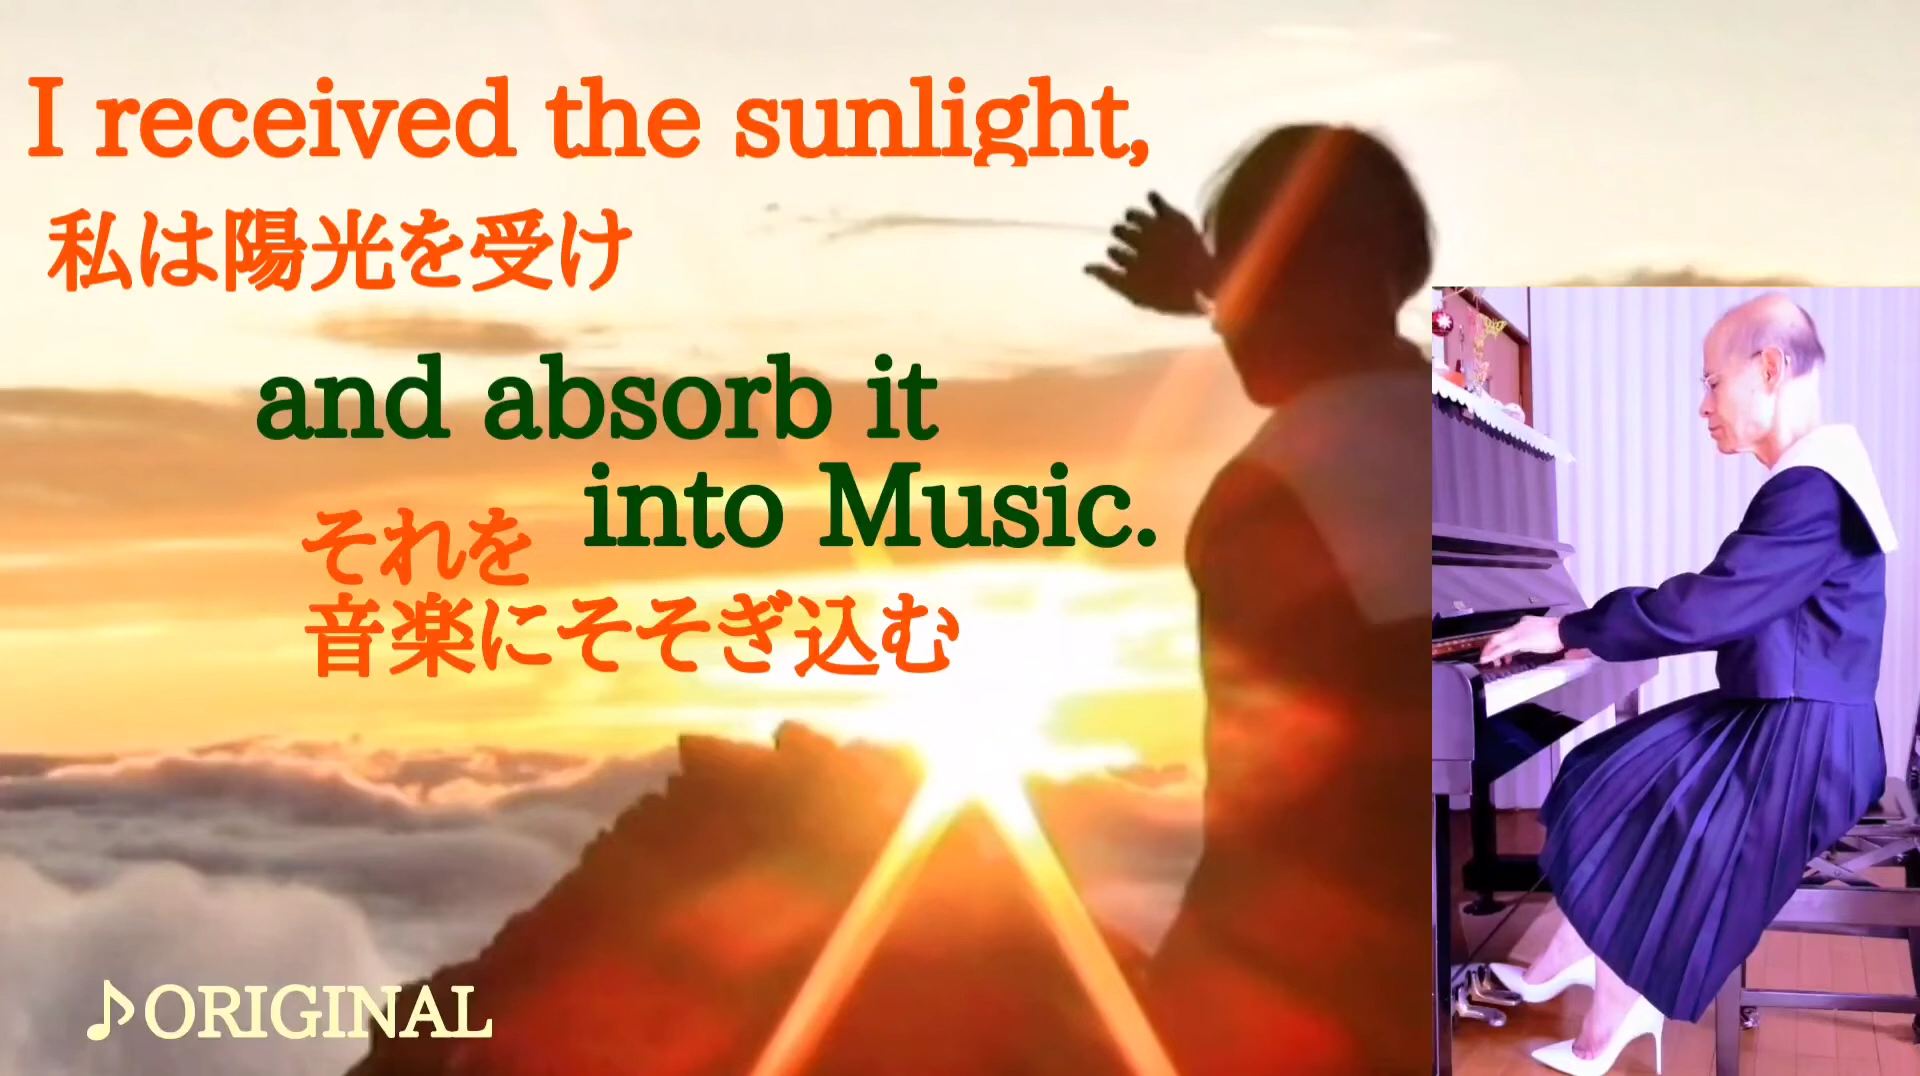 I received the sunlight,
私は陽光を受け
and absorb it
into Music.
それを
音楽にそそぎ込む
♪ORIGINAL